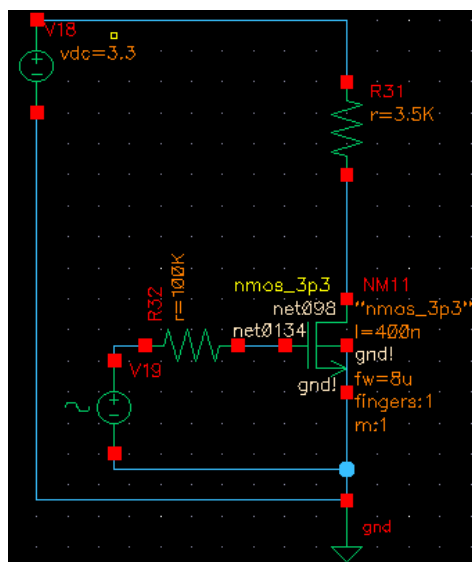 V18
vdc=3.3
R31
r=3.5K
R32
r=100K
nmos_3p3
NM11
net098
"nmos_3p3"
net0134
l=400n
gnd!
V19
gnd!
fw=8u
fingers:1
m:1
gnd